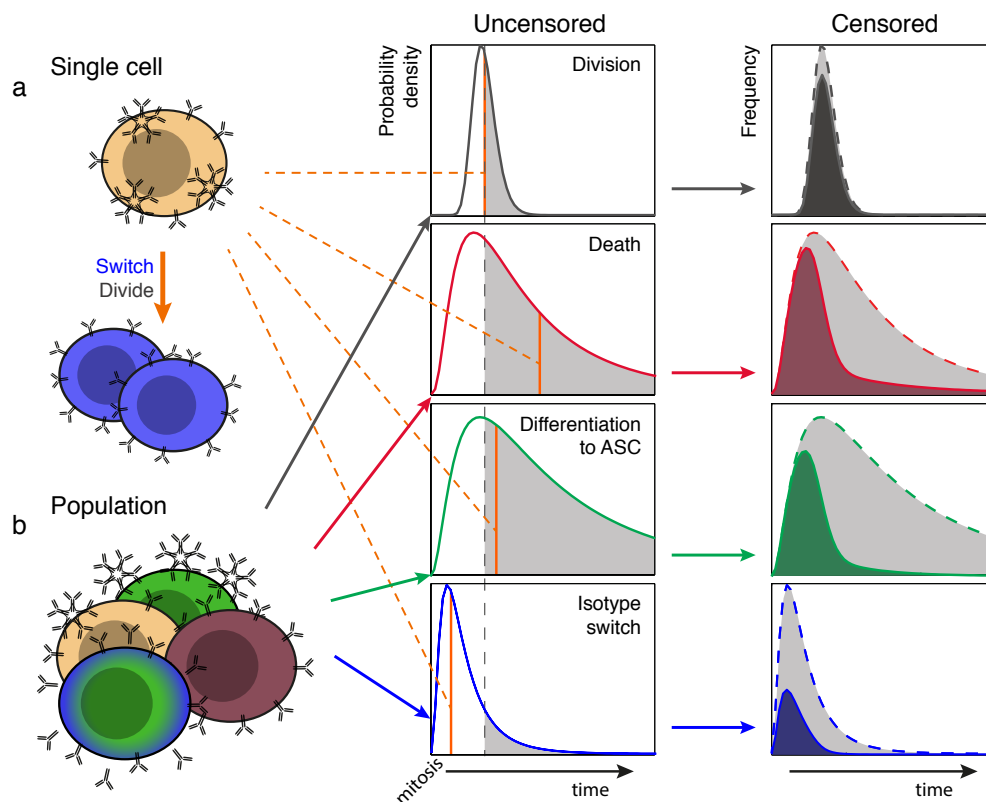 Uncensored
Censored
a
Single cell
Probability
density
Division
Frequency
Switch
Divide
Death
Differentiation
to ASC
b
Population
Isotype
switch
mitosis
time
time